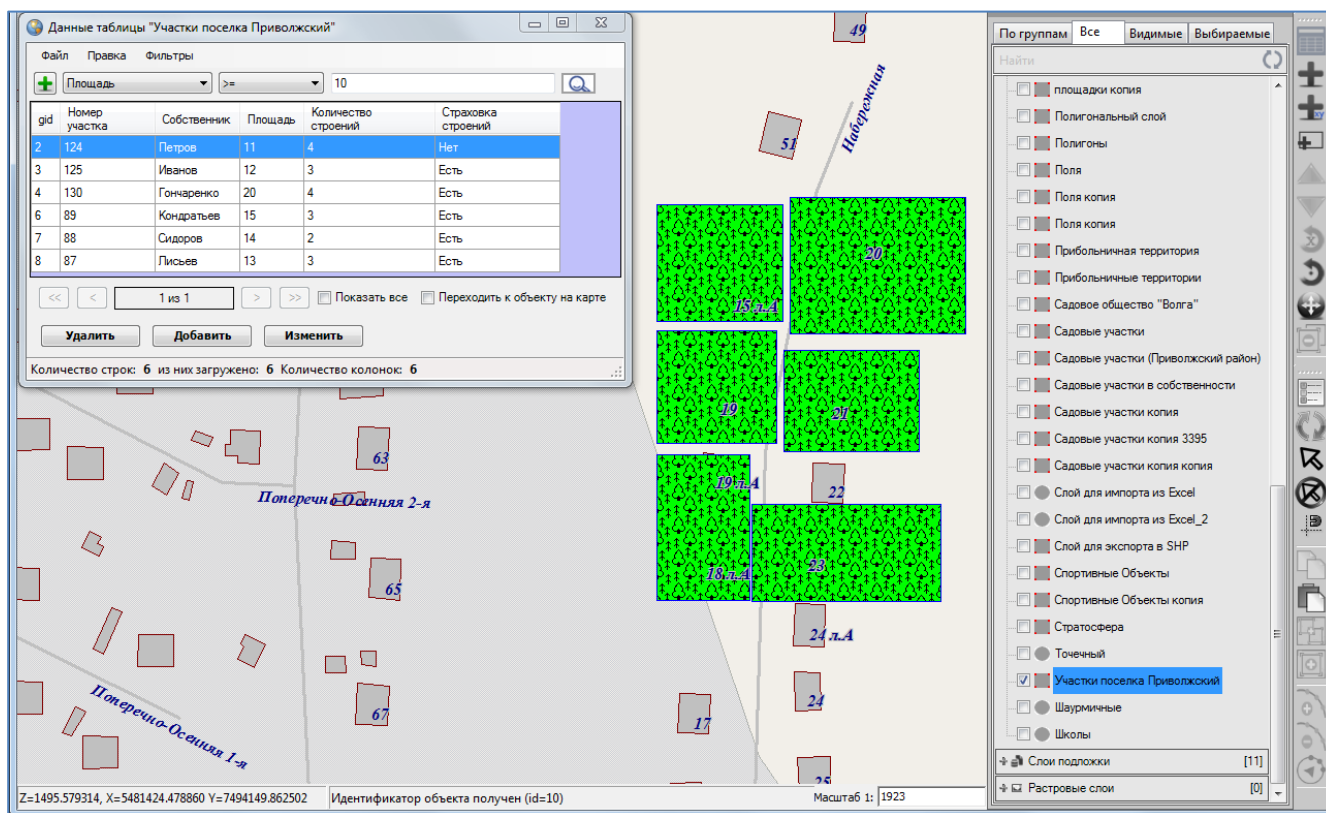 Данные таблицы "Участки поселка Приволжский"
Файл Правка Фильтры
Площадь >= 10
gid Номер участка Собственник Площадь Количество строений Страховка строений
2 124 Петров 11 4 Нет
3 125 Иванов 12 3 Есть
4 130 Гончаренко 20 4 Есть
6 89 Кондратьев 15 3 Есть
7 88 Сидоров 14 2 Есть
8 87 Лисьев 13 3 Есть
<< < 1 из 1 > >> Показать все Переходить к объекту на карте
Удалить Добавить Изменить
Количество строк: 6 из них загружено: 6 Количество колонок: 6
49
Набережная
51
20
15 л.А
19
21
63
19 л.А
22
Поперечно-Осенняя 2-я
18 л.А
23
65
24 л.А
Поперечно-Осенняя 1-я
67
17
24
25
Z=1495.579314, X=5481424.478860 Y=7494149.862502 Идентификатор объекта получен (id=10) Масштаб 1: 1923
По группам Все Видимые Выбираемые
Найти
площадки копия
Полигональный слой
Полигоны
Поля
Поля копия
Поля копия
Прибольничная территория
Прибольничные территории
Садовое общество "Волга"
Садовые участки
Садовые участки (Приволжский район)
Садовые участки в собственности
Садовые участки копия
Садовые участки копия 3395
Садовые участки копия копия
Слой для импорта из Excel
Слой для импорта из Excel_2
Слой для экспорта в SHP
Спортивные Объекты
Спортивные Объекты копия
Стратосфера
Точечный
Участки поселка Приволжский
Шаурмичные
Школы
Слои подложки [11]
Растровые слои [0]
xy